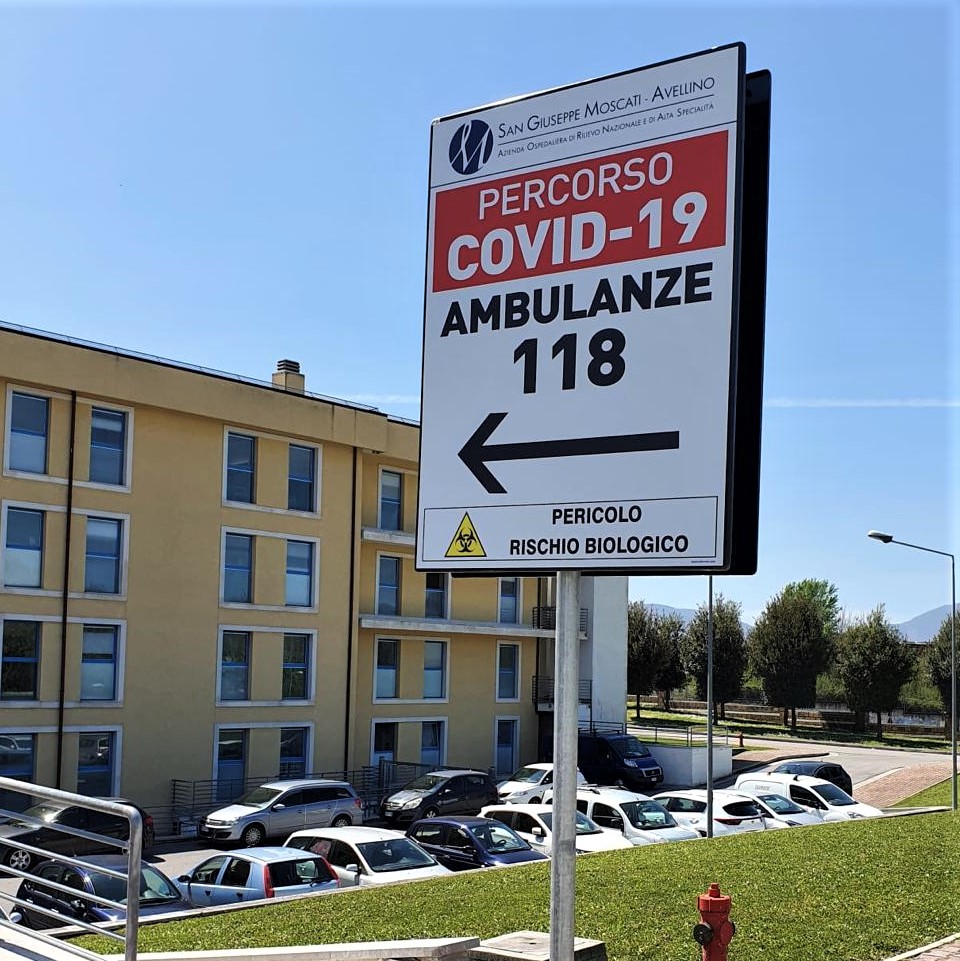 San Giuseppe Moscati - Avellino
Azienda Ospedaliera di Rilievo Nazionale e di Alta Specialità
PERCORSO
COVID-19
AMBULANZE
118
PERICOLO
RISCHIO BIOLOGICO